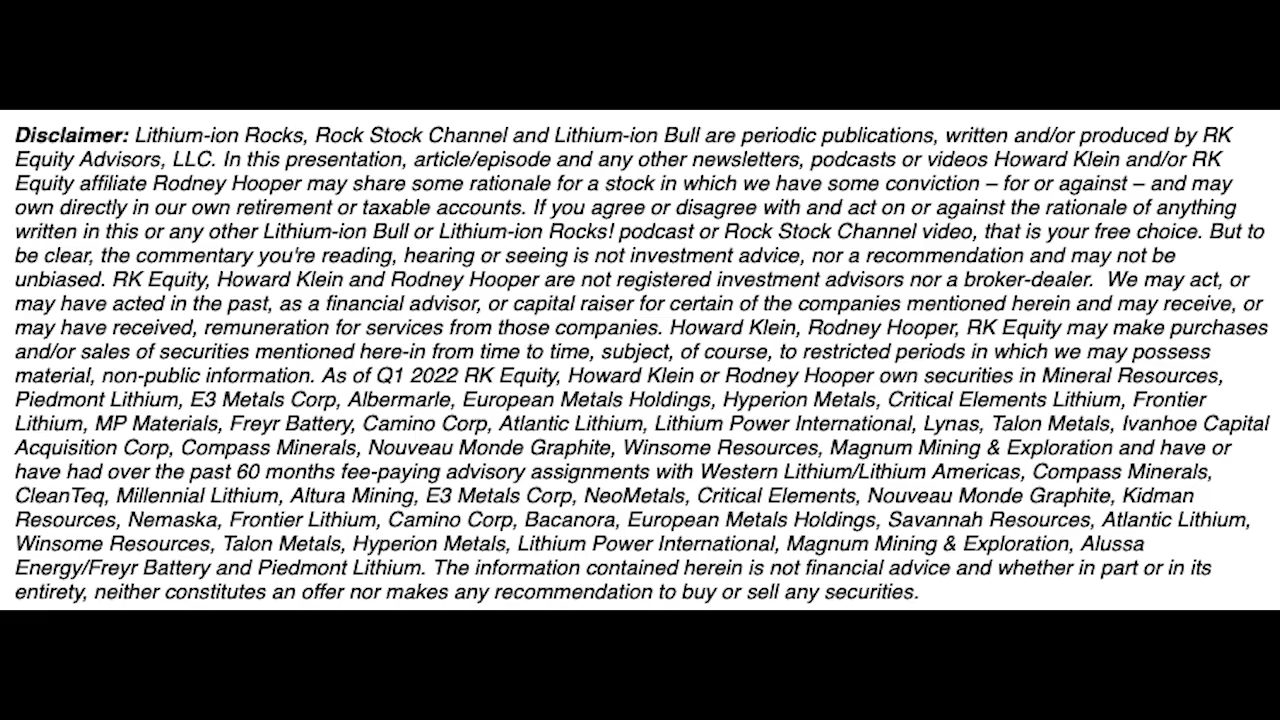 Disclaimer: Lithium-ion Rocks, Rock Stock Channel and Lithium-ion Bull are periodic publications, written and/or produced by RK
Equity Advisors, LLC. In this presentation, article/episode and any other newsletters, podcasts or videos Howard Klein and/or RK
Equity affiliate Rodney Hooper may share some rationale for a stock in which we have some conviction – for or against – and may
own directly in our own retirement or taxable accounts. If you agree or disagree with and act on or against the rationale of anything
written in this or any other Lithium-ion Bull or Lithium-ion Rocks! podcast or Rock Stock Channel video, that is your free choice. But to
be clear, the commentary you're reading, hearing or seeing is not investment advice, nor a recommendation and may not be
unbiased. RK Equity, Howard Klein and Rodney Hooper are not registered investment advisors nor a broker-dealer.  We may act, or
may have acted in the past, as a financial advisor, or capital raiser for certain of the companies mentioned herein and may receive, or
may have received, remuneration for services from those companies. Howard Klein, Rodney Hooper, RK Equity may make purchases
and/or sales of securities mentioned here-in from time to time, subject, of course, to restricted periods in which we may possess
material, non-public information. As of Q1 2022 RK Equity, Howard Klein or Rodney Hooper own securities in Mineral Resources,
Piedmont Lithium, E3 Metals Corp, Albermarle, European Metals Holdings, Hyperion Metals, Critical Elements Lithium, Frontier
Lithium, MP Materials, Freyr Battery, Camino Corp, Atlantic Lithium, Lithium Power International, Lynas, Talon Metals, Ivanhoe Capital
Acquisition Corp, Compass Minerals, Nouveau Monde Graphite, Winsome Resources, Magnum Mining & Exploration and have or
have had over the past 60 months fee-paying advisory assignments with Western Lithium/Lithium Americas, Compass Minerals,
CleanTeq, Millennial Lithium, Altura Mining, E3 Metals Corp, NeoMetals, Critical Elements, Nouveau Monde Graphite, Kidman
Resources, Nemaska, Frontier Lithium, Camino Corp, Bacanora, European Metals Holdings, Savannah Resources, Atlantic Lithium,
Winsome Resources, Talon Metals, Hyperion Metals, Lithium Power International, Magnum Mining & Exploration, Alussa
Energy/Freyr Battery and Piedmont Lithium. The information contained herein is not financial advice and whether in part or in its
entirety, neither constitutes an offer nor makes any recommendation to buy or sell any securities.